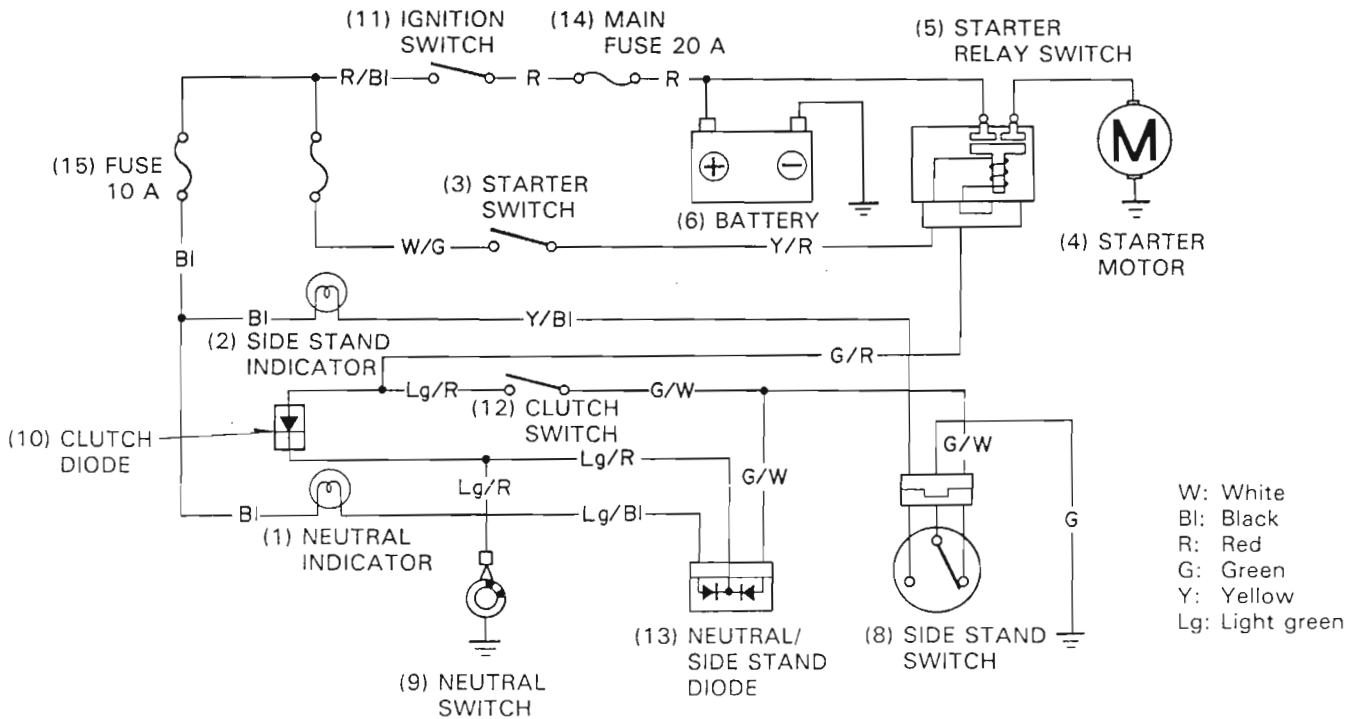 (11) IGNITION
SWITCH
(14) MAIN
FUSE 20 A
(5) STARTER
RELAY SWITCH
R/Bl
R
R
(15) FUSE
10 A
M
(3) STARTER
SWITCH
(6) BATTERY
(4) STARTER
MOTOR
W/G
Y/R
Bl
Bl
Y/Bl
(2) SIDE STAND
INDICATOR
G/R
Lg/R
G/W
(12) CLUTCH
SWITCH
(10) CLUTCH
DIODE
G/W
Lg/R
G/W
Lg/R
Bl
Lg/Bl
G
(1) NEUTRAL
INDICATOR
(13) NEUTRAL/
SIDE STAND
DIODE
(8) SIDE STAND
SWITCH
(9) NEUTRAL
SWITCH
W: White
Bl: Black
R: Red
G: Green
Y: Yellow
Lg: Light green